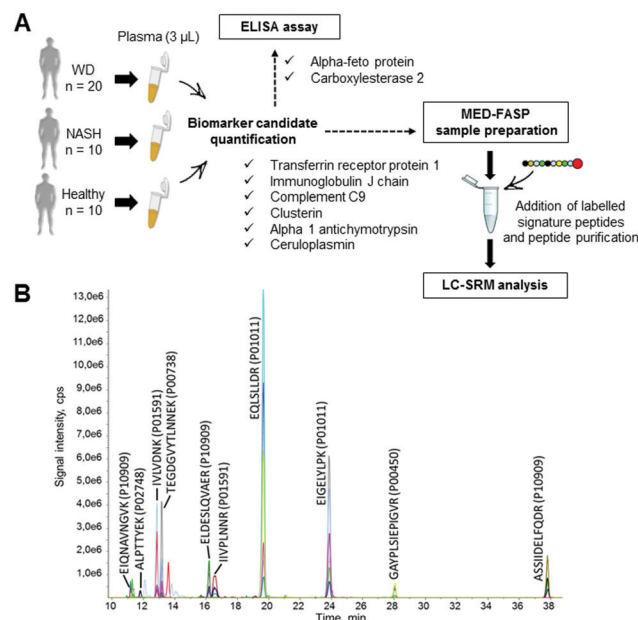 A
Plasma (3 µL)
WD
n = 20
NASH
n = 10
Healthy
n = 10
ELISA assay
✓ Alpha-feto protein
✓ Carboxylesterase 2
Biomarker candidate
quantification
✓ Transferrin receptor protein 1
✓ Immunoglobulin J chain
✓ Complement C9
✓ Clusterin
✓ Alpha 1 antichymotrypsin
✓ Ceruloplasmin
MED-FASP
sample preparation
Addition of labelled
signature peptides
and peptide purification
LC-SRM analysis
B
Signal intensity, cps
13,0e6
12,0e6
11,0e6
10,0e6
9,0e6
8,0e6
7,0e6
6,0e6
5,0e6
4,0e6
3,0e6
2,0e6
1,0e6
EIQNAVNGVK (P10909)
ALPTTYEK (P02748)
IVLVDNK (P01591)
TEGDGVYTLNNEK (P00738)
ELDESLQVAER (P10909)
IIVPLNNR (P01591)
EQLSLLDR (P01011)
EIGELYLPK (P01011)
GAYPLSIEPIGVR (P00450)
ASSIIDELFQDR (P10909)
10 12 14 16 18 20 22 24 26 28 30 32 34 36 38
Time, min